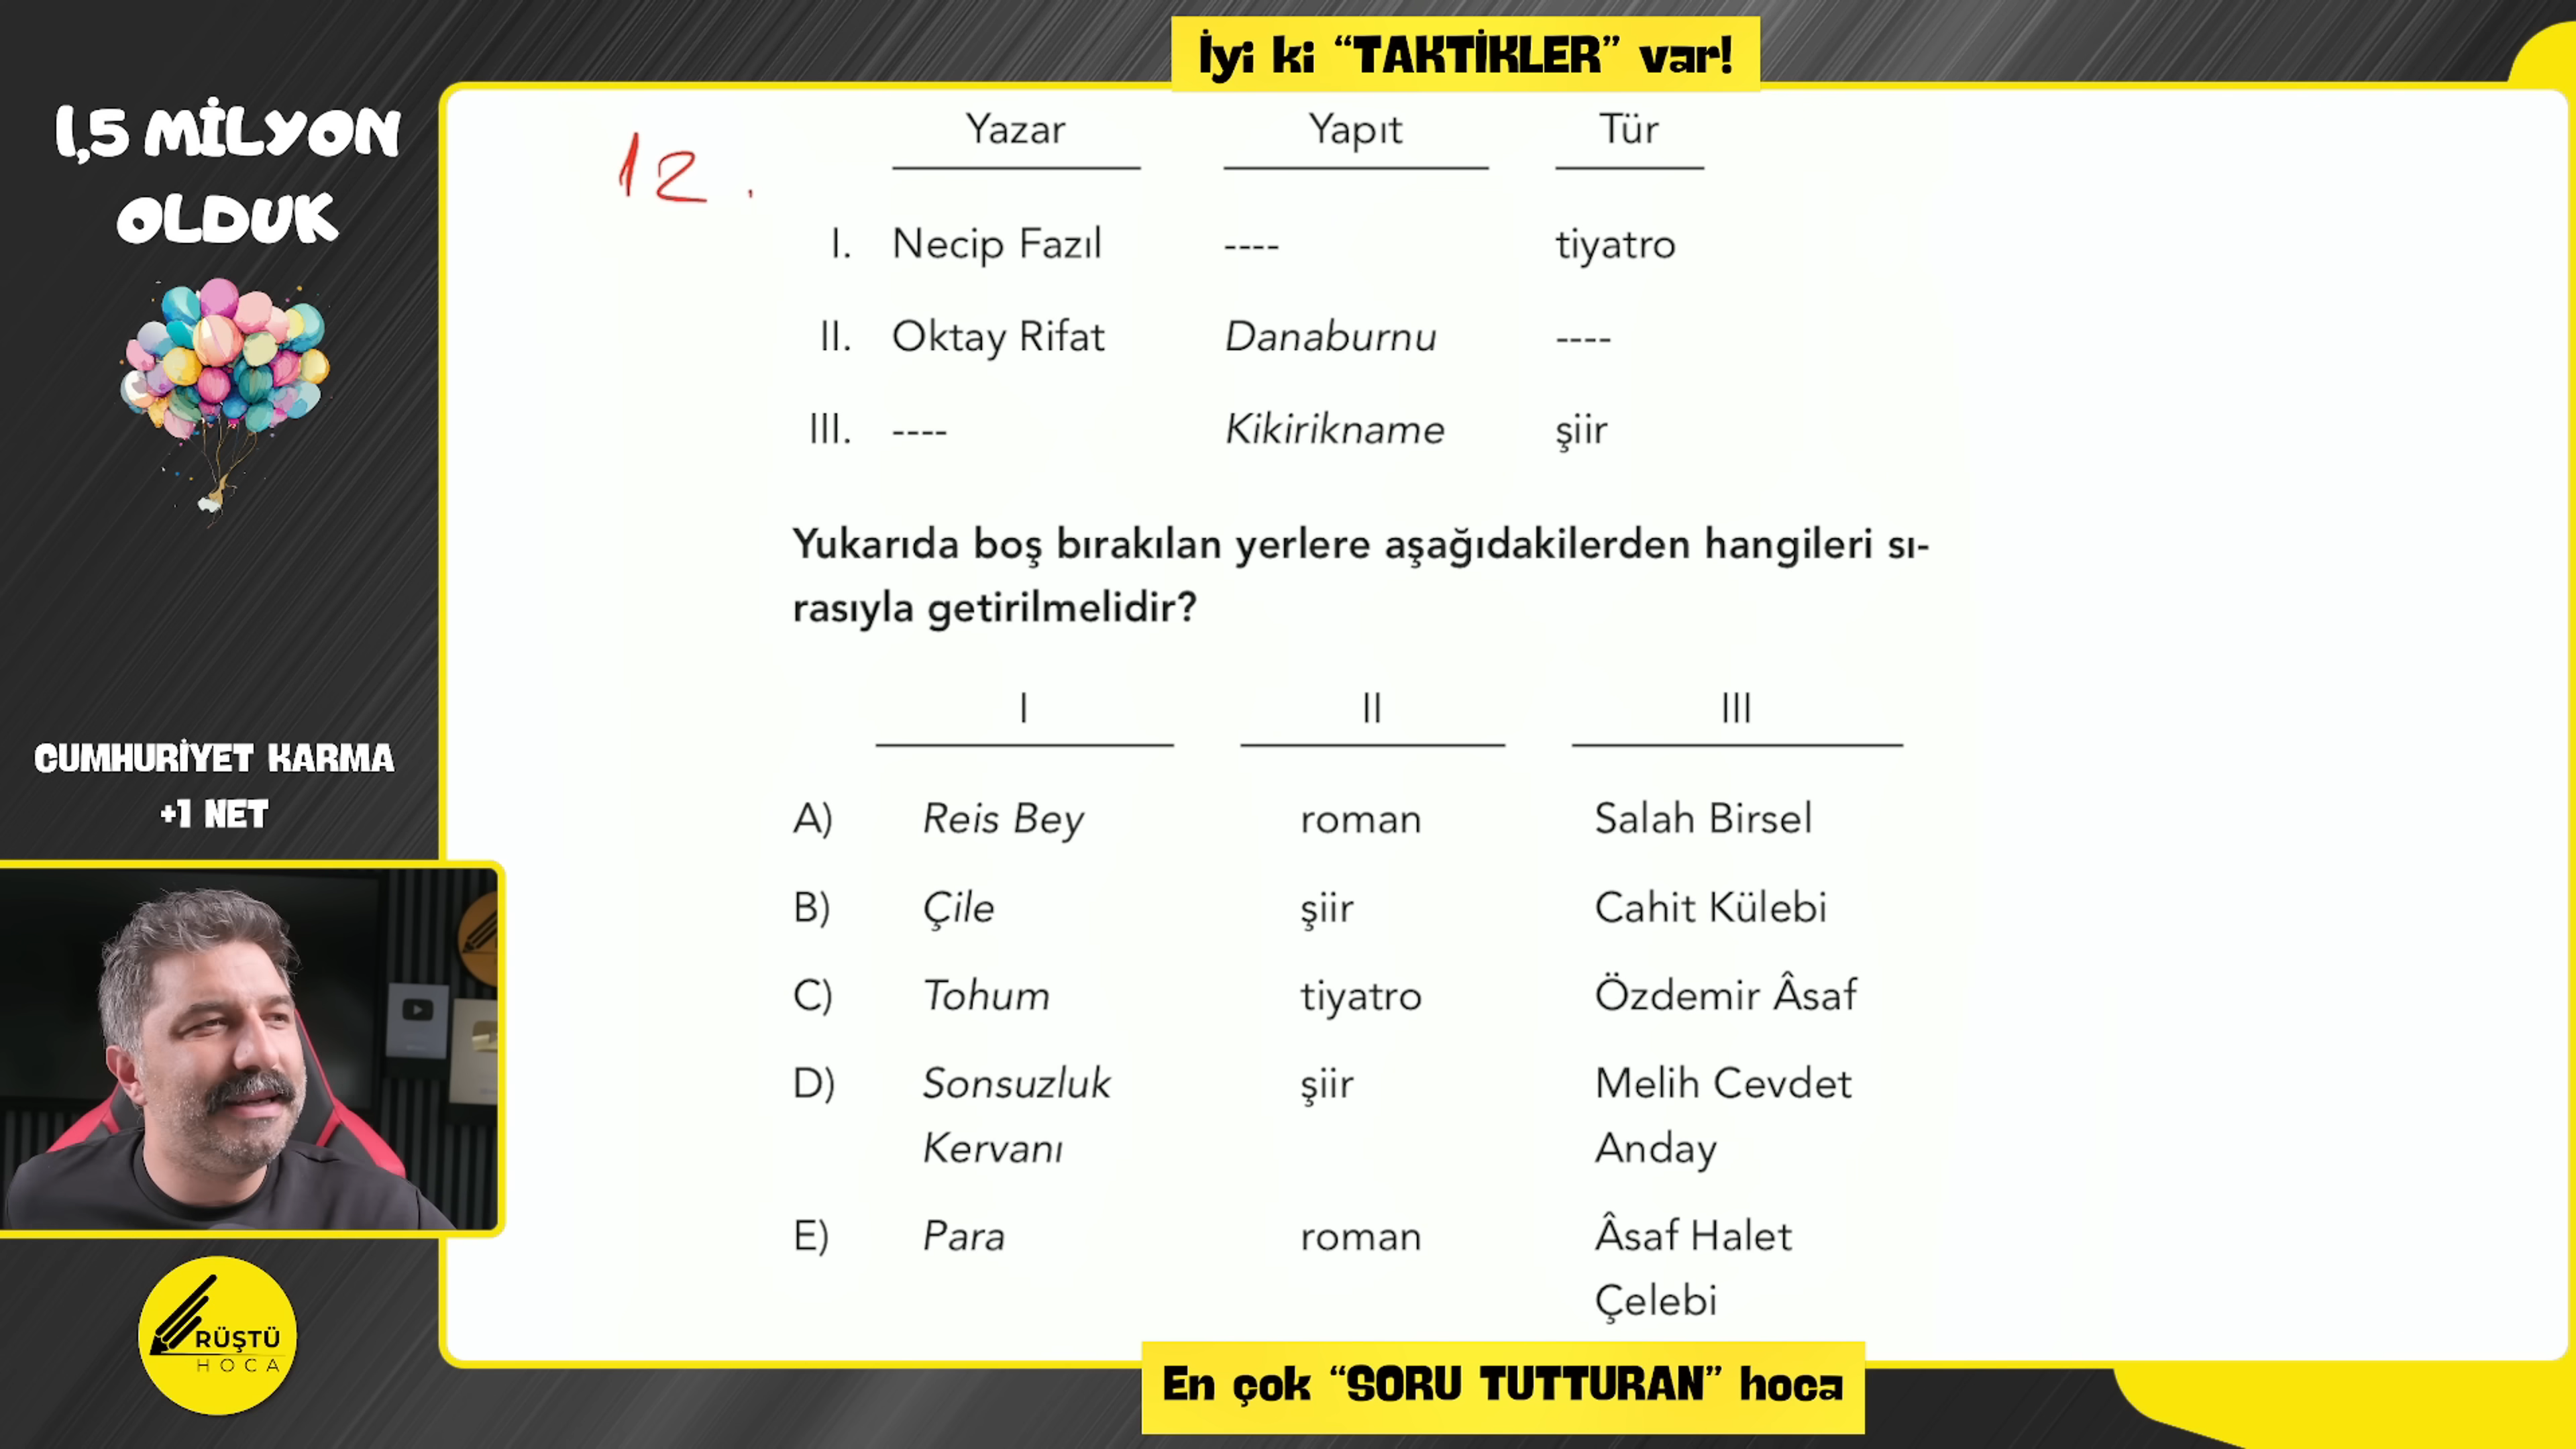 İyi ki “TAKTİKLER” var!
1,5 MİLYON
OLDUK
12.
Yazar Yapıt Tür
I. Necip Fazıl ---- tiyatro
II. Oktay Rifat Danaburnu ----
III. ---- Kikirikname şiir
Yukarıda boş bırakılan yerlere aşağıdakilerden hangileri sı-
rasıyla getirilmelidir?
I II III
A) Reis Bey roman Salah Birsel
B) Çile şiir Cahit Külebi
C) Tohum tiyatro Özdemir Âsaf
D) Sonsuzluk şiir Melih Cevdet
Kervanı Anday
E) Para roman Âsaf Halet
Çelebi
CUMHURİYET KARMA
+1 NET
RÜŞTÜ
HOCA
En çok “SORU TUTTURAN” hoca